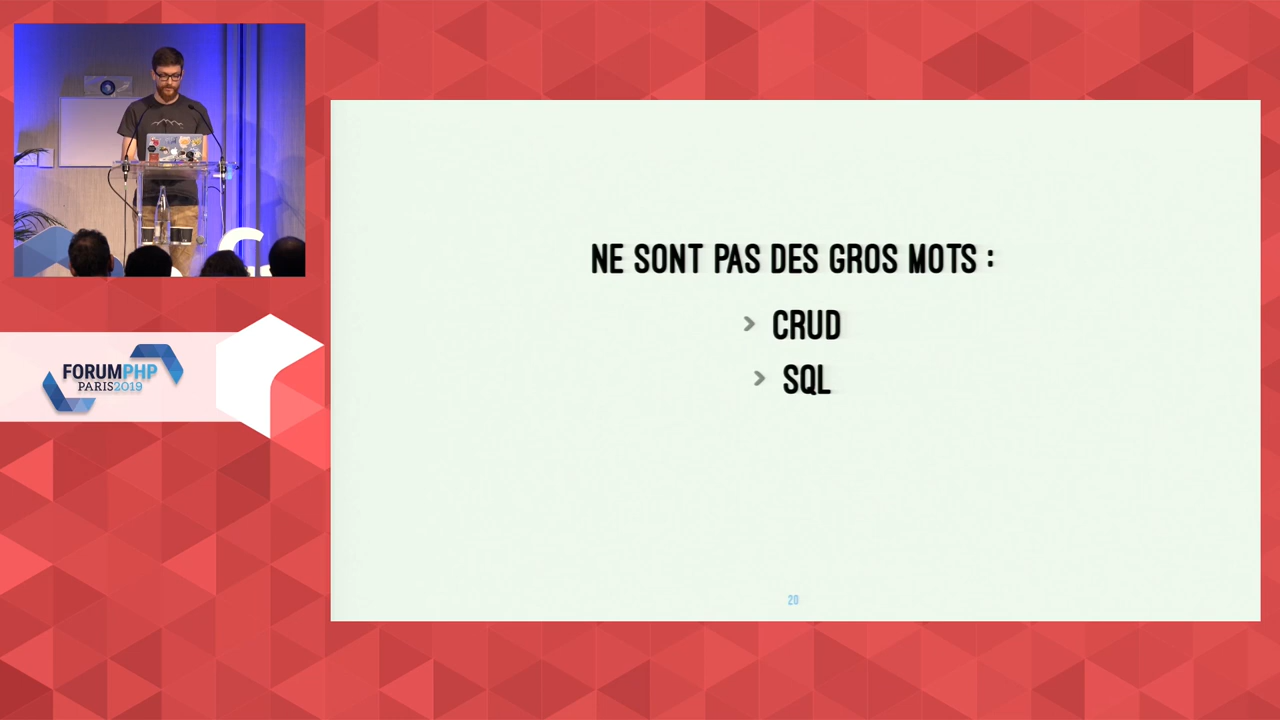 NE SONT PAS DES GROS MOTS :
> CRUD
> SQL
20
FORUMPHP
PARIS2019